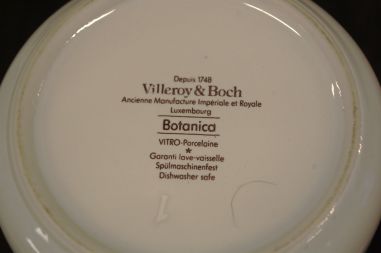 Depuis 1748
Villeroy & Boch
Ancienne Manufacture Impériale et Royale
Luxembourg
Botanica
VITRO-Porcelaine
★
Garanti lave-vaisselle
Spülmaschinenfest
Dishwasher safe
1